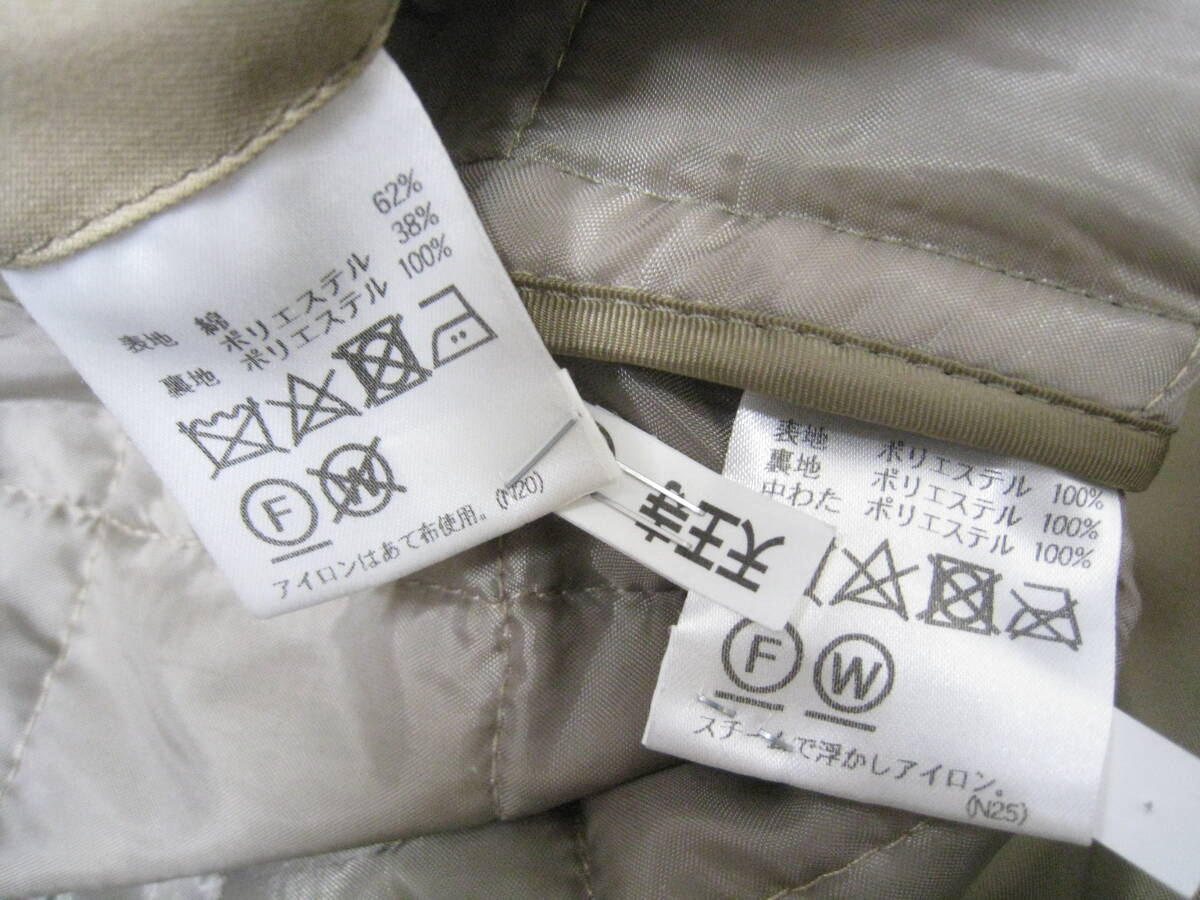 表地 綿 62%
ポリエステル 38%
裏地 ポリエステル 100%
F W
アイロンはあて布使用。(N20)
天王寺
表地 ポリエステル 100%
裏地 ポリエステル 100%
中わた ポリエステル 100%
F W
スチームで浮かしアイロン。
(N25)